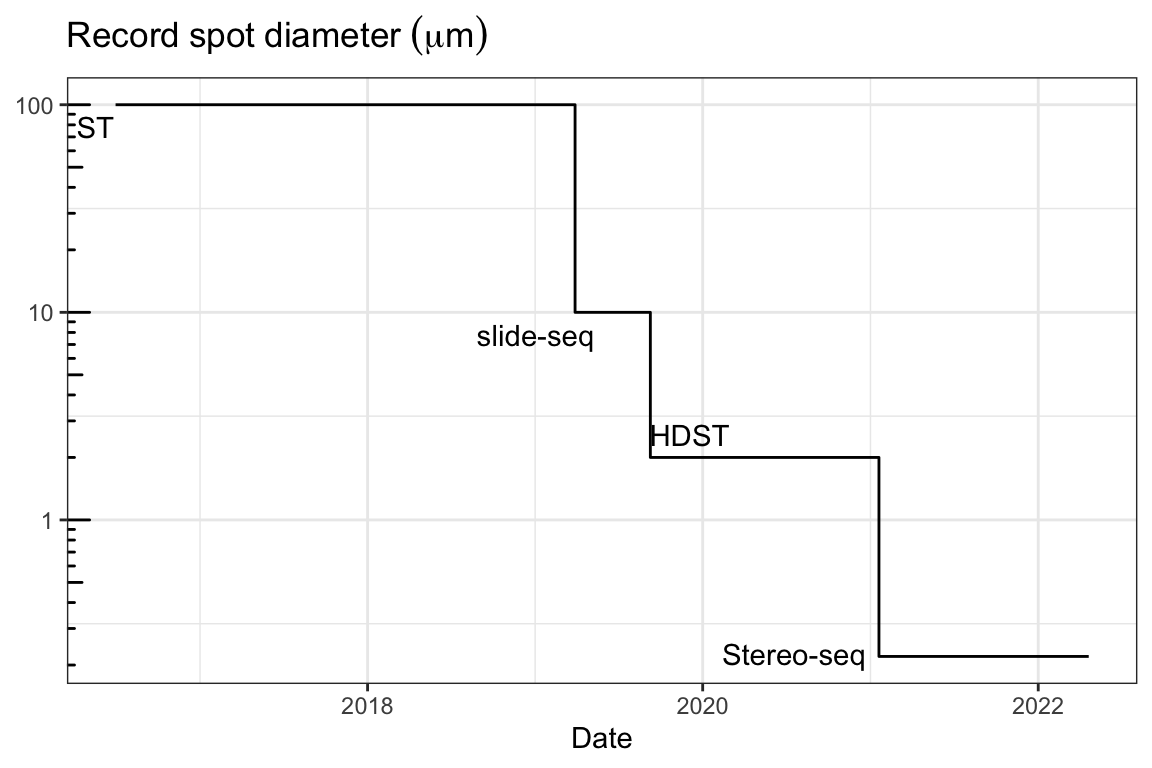 Record spot diameter (μm)
100
ST
10
slide-seq
HDST
1
Stereo-seq
2018 2020 2022
Date